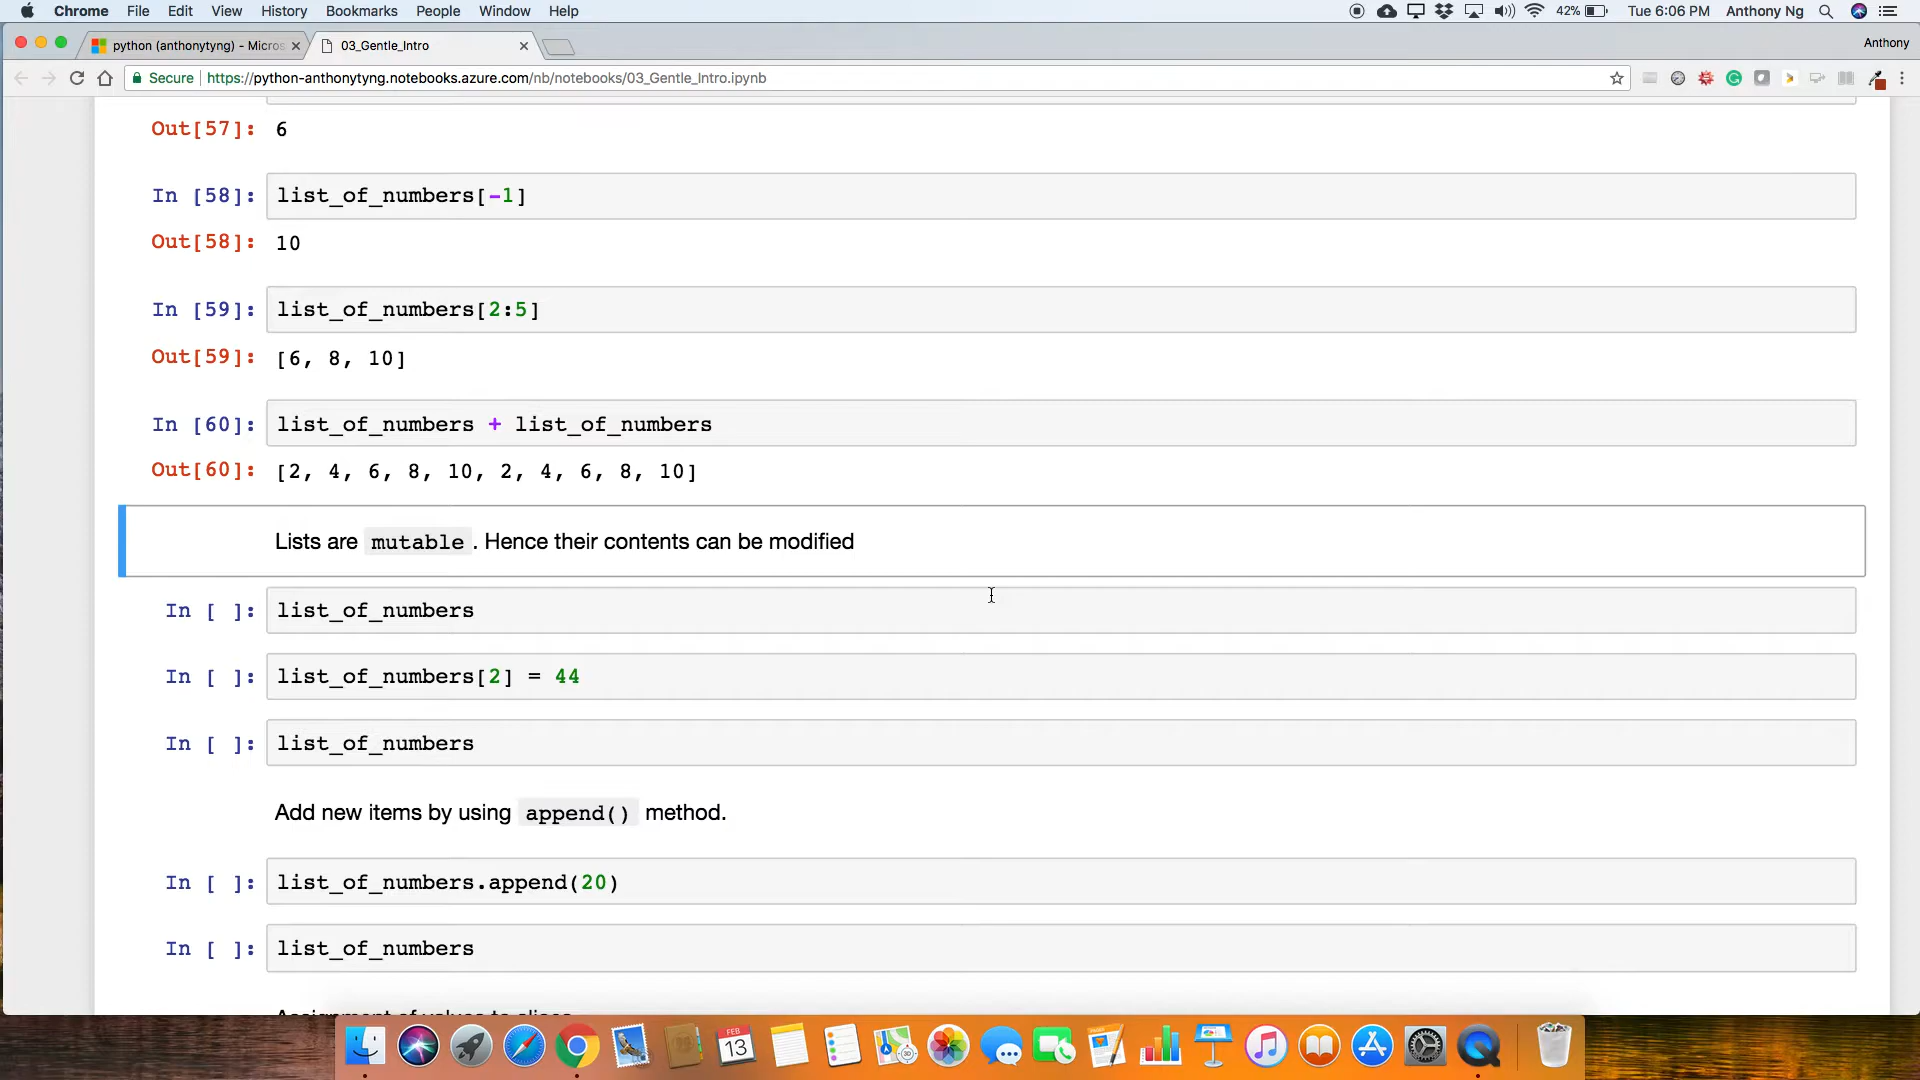 Chrome File Edit View History Bookmarks People Window Help 42% Tue 6:06 PM Anthony Ng
python (anthonytyng) - Micros 03_Gentle_Intro Anthony
Secure https://python-anthonytyng.notebooks.azure.com/nb/notebooks/03_Gentle_Intro.ipynb
Out[57]: 6
In [58]: list_of_numbers[-1]
Out[58]: 10
In [59]: list_of_numbers[2:5]
Out[59]: [6, 8, 10]
In [60]: list_of_numbers + list_of_numbers
Out[60]: [2, 4, 6, 8, 10, 2, 4, 6, 8, 10]
Lists are mutable . Hence their contents can be modified
In [ ]: list_of_numbers
In [ ]: list_of_numbers[2] = 44
In [ ]: list_of_numbers
Add new items by using append() method.
In [ ]: list_of_numbers.append(20)
In [ ]: list_of_numbers
FEB
13